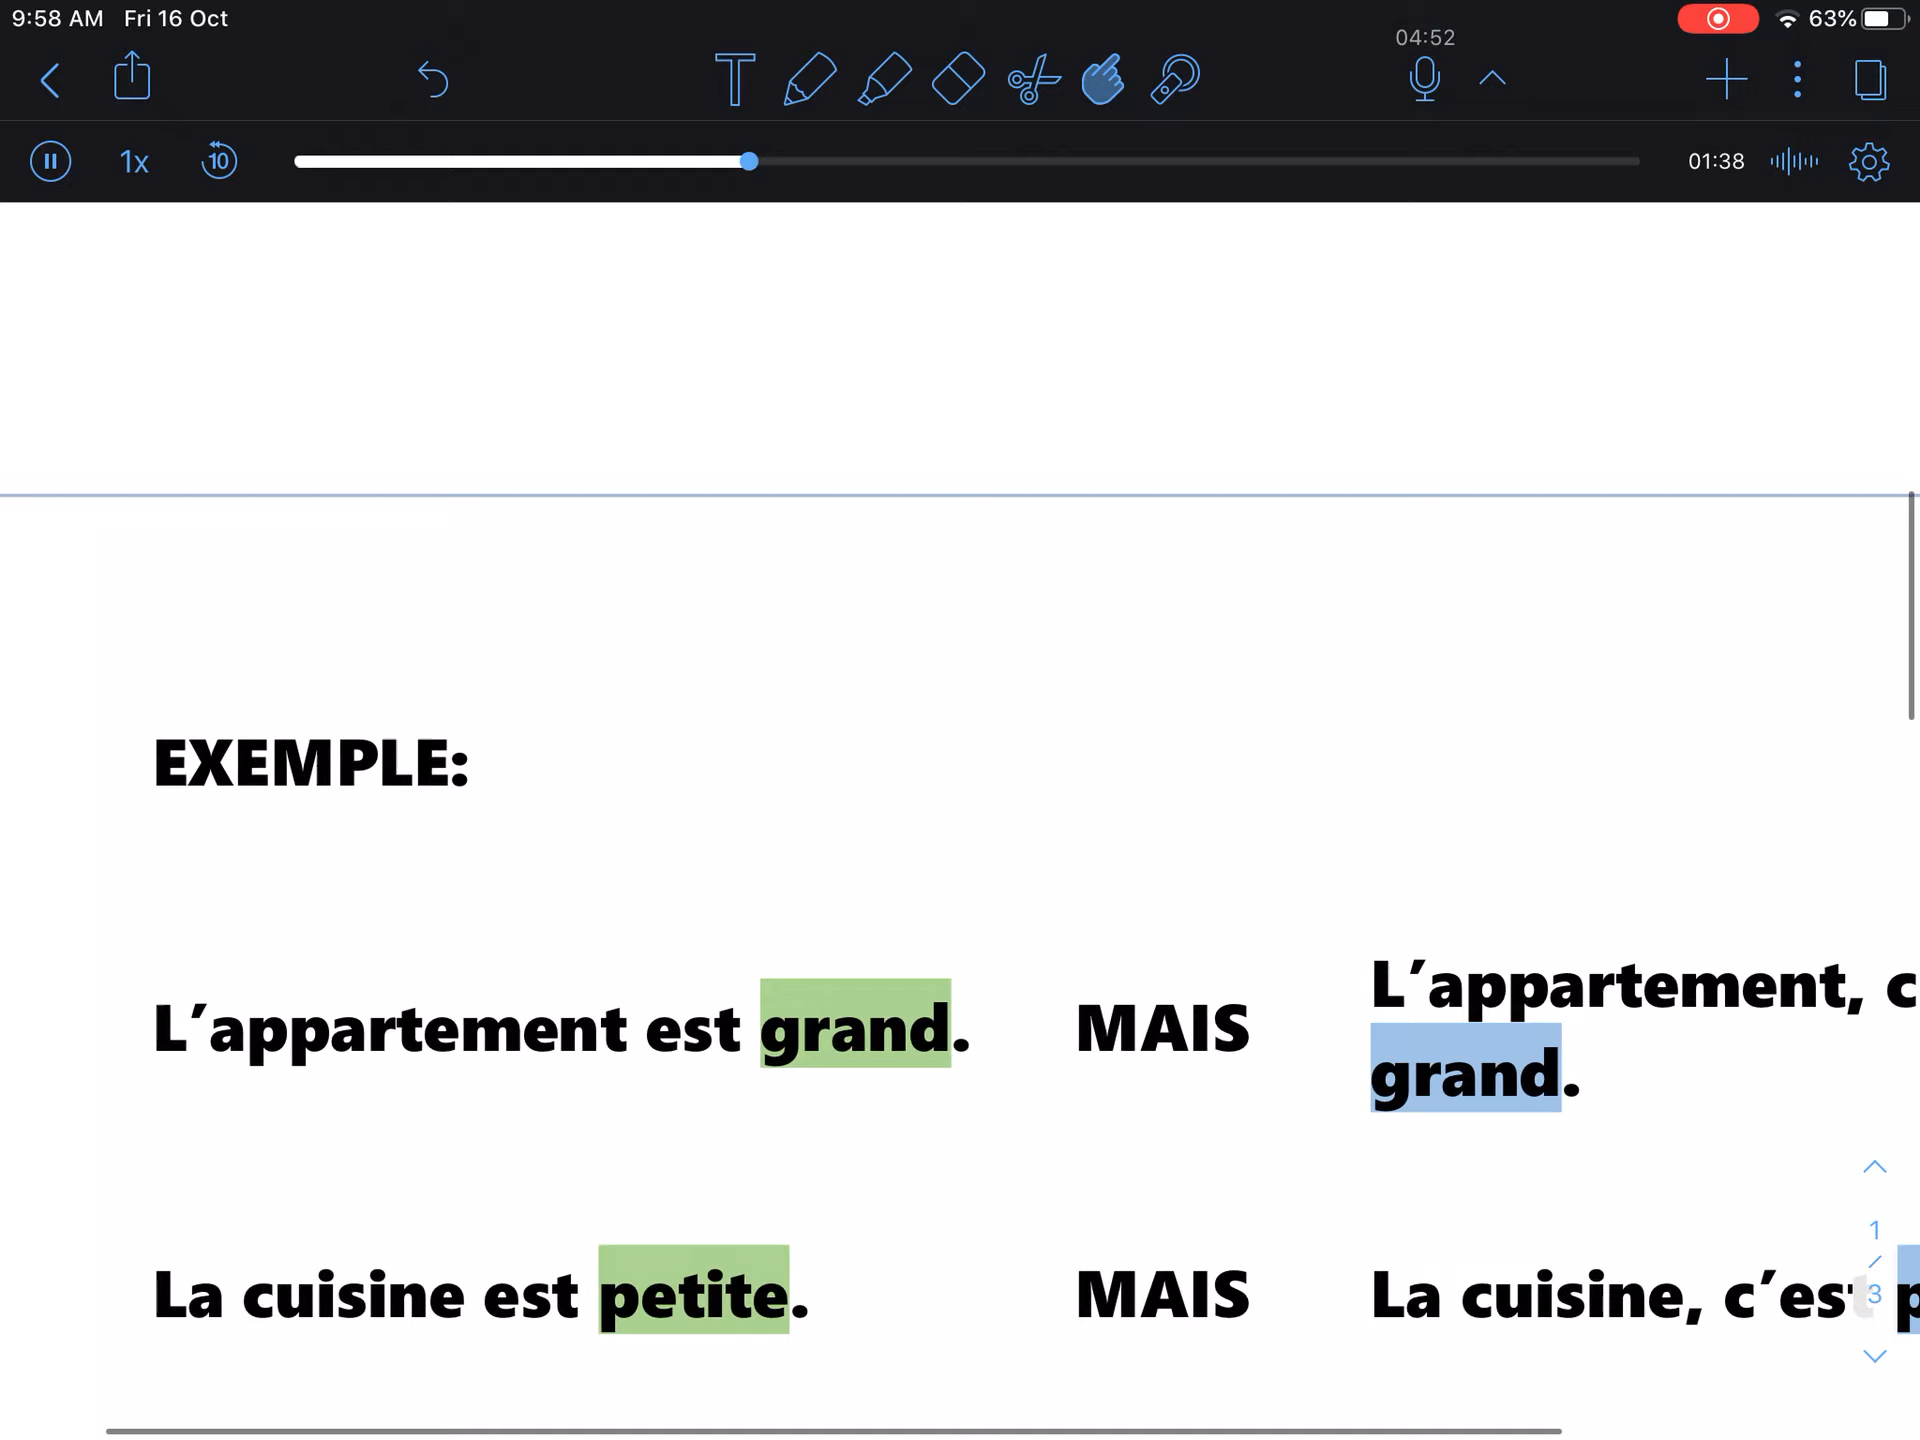 9:58 AM Fri 16 Oct
63%
04:52
1x
10
01:38
EXEMPLE:
L'appartement est grand. MAIS L'appartement, c
grand.
La cuisine est petite. MAIS La cuisine, c'est p
1
/
3